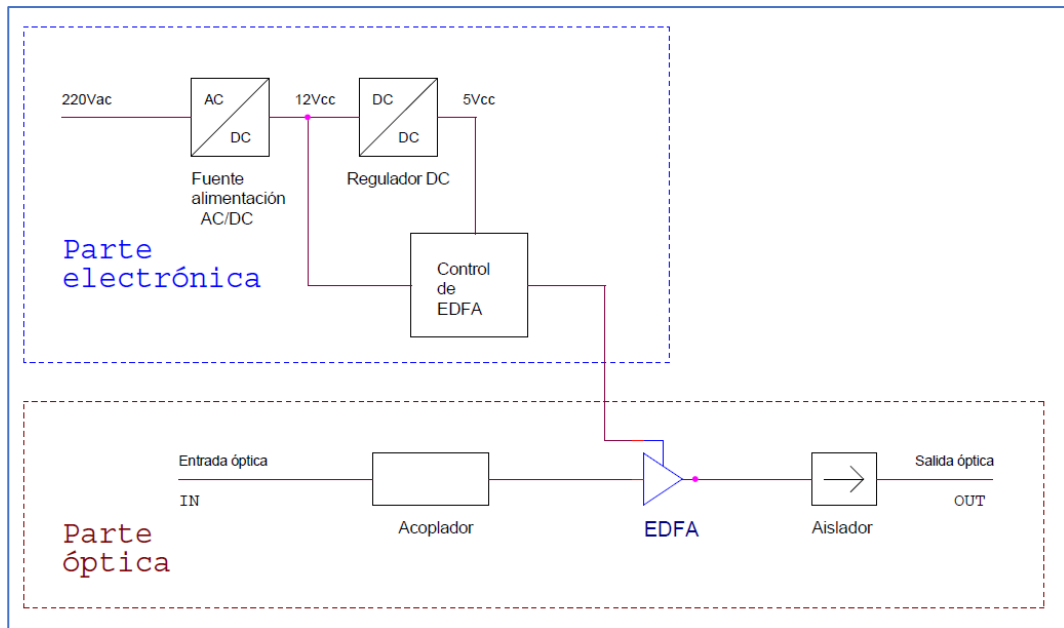 220Vac
AC
DC
12Vcc
DC
DC
5Vcc
Fuente
alimentación
AC/DC
Regulador DC
Parte
electrónica
Control
de
EDFA
Entrada óptica
IN
Acoplador
EDFA
Aislador
Salida óptica
OUT
Parte
óptica